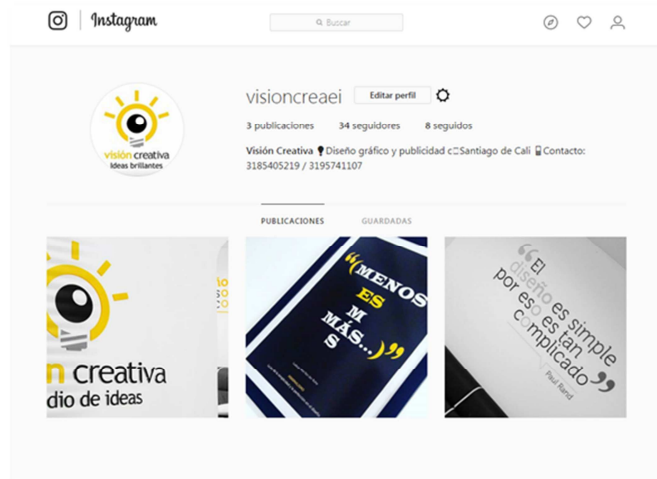 Instagram
Buscar
visioncreaei Editar perfil
3 publicaciones 34 seguidores 8 seguidos
Visión Creativa Diseño gráfico y publicidad Santiago de Cali Contacto:
3185405219 / 3195741107
visión creativa
Ideas brillantes
PUBLICACIONES GUARDADAS
n creativa
dio de ideas
“(MENOS
ES
M
MÁS...)”
S
“El
diseño es simple
por eso es tan
complicado”
Paul Rand